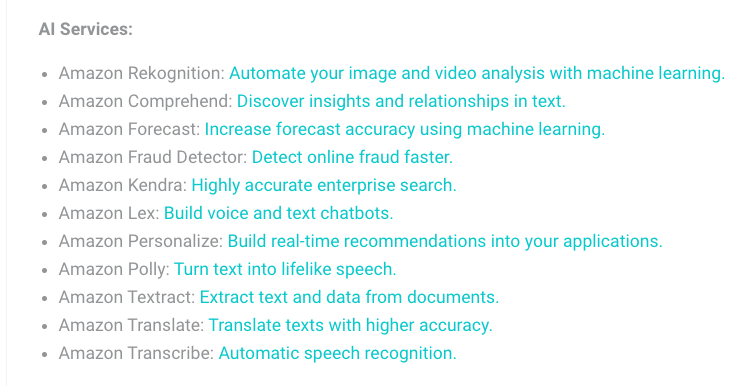 AI Services:
Amazon Rekognition: Automate your image and video analysis with machine learning.
Amazon Comprehend: Discover insights and relationships in text.
Amazon Forecast: Increase forecast accuracy using machine learning.
Amazon Fraud Detector: Detect online fraud faster.
Amazon Kendra: Highly accurate enterprise search.
Amazon Lex: Build voice and text chatbots.
Amazon Personalize: Build real-time recommendations into your applications.
Amazon Polly: Turn text into lifelike speech.
Amazon Textract: Extract text and data from documents.
Amazon Translate: Translate texts with higher accuracy.
Amazon Transcribe: Automatic speech recognition.